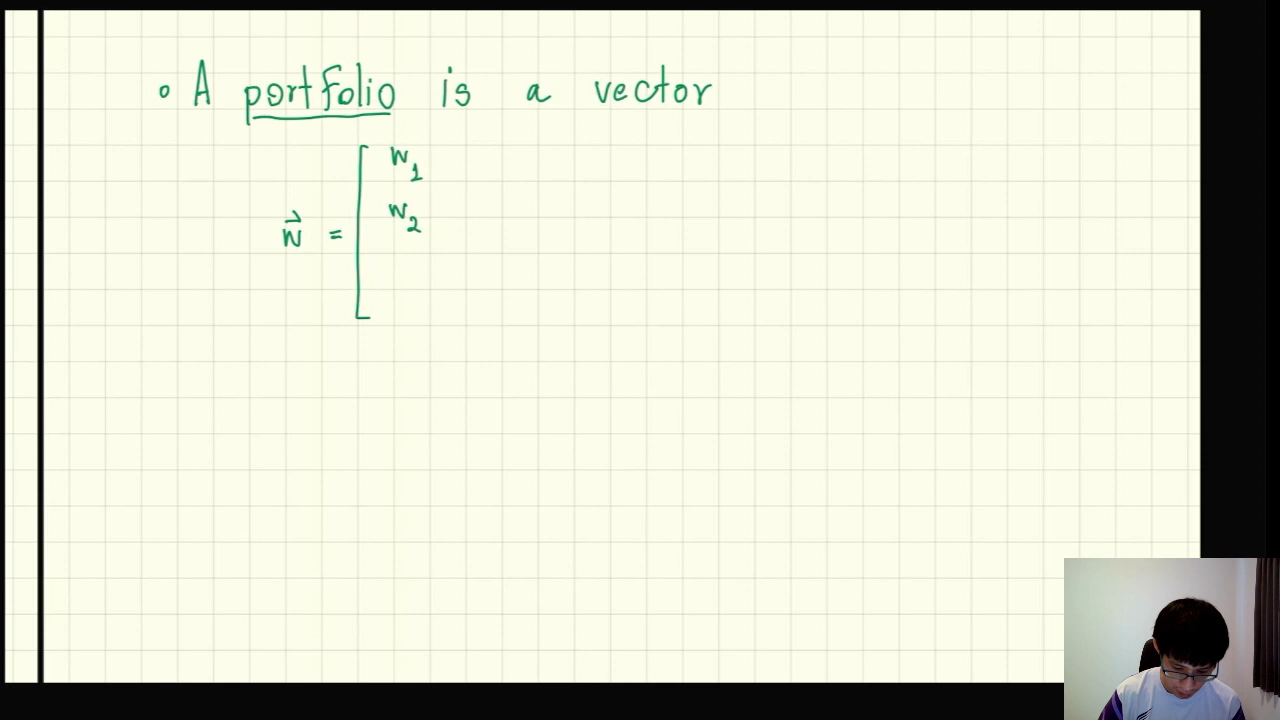 ∘ A portfolio is a vector
w₁
w₂
w⃗ = [